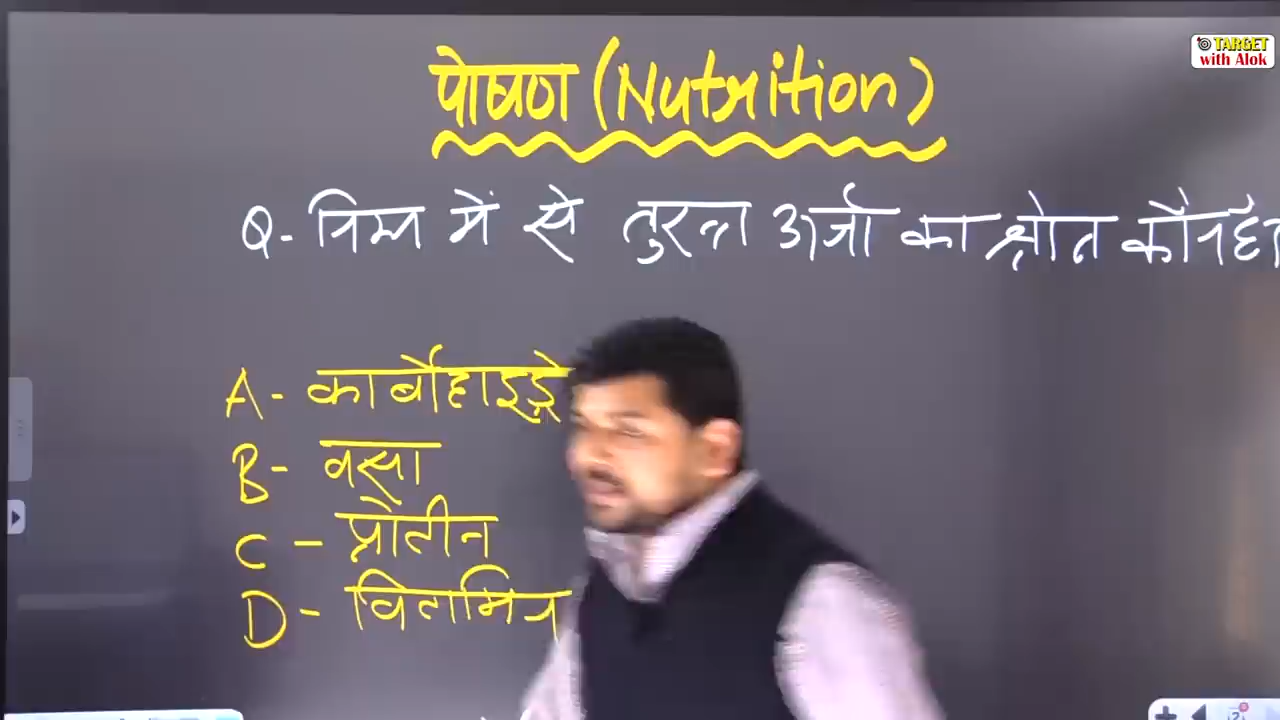 TARGET
with Alok
पोषण (Nutrition)
Q- निम्न में से तुरन्त ऊर्जा का श्रोत कौन
A- कार्बोहाइड्रे
B- वसा
C - प्रोटीन
D- विटामिन